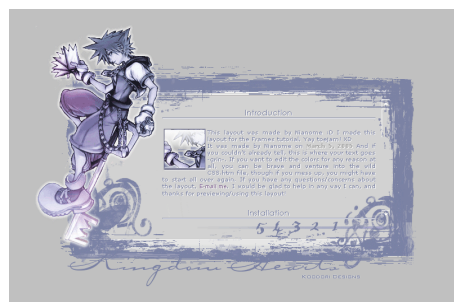 Introduction
This layout was made by Manome :D I made this
layout for the Frames tutorial. Yay toejam! XD
It was made by Manome on March 5, 2005 And if
you couldn't already tell, this is where your text goes
again~. If you want to edit the colors for any reason at
all, you can be brave and venture into the old
CSS.htm file, though if you mess up, you might have
to start all over again. If you have any questions/concerns about
the layout, E-mail me. I would be glad to help in any way I can, and
thanks for previewing/using this layout!
Installation
5 4 3 2 1
Kingdom Hearts
KOODORI DESIGNS